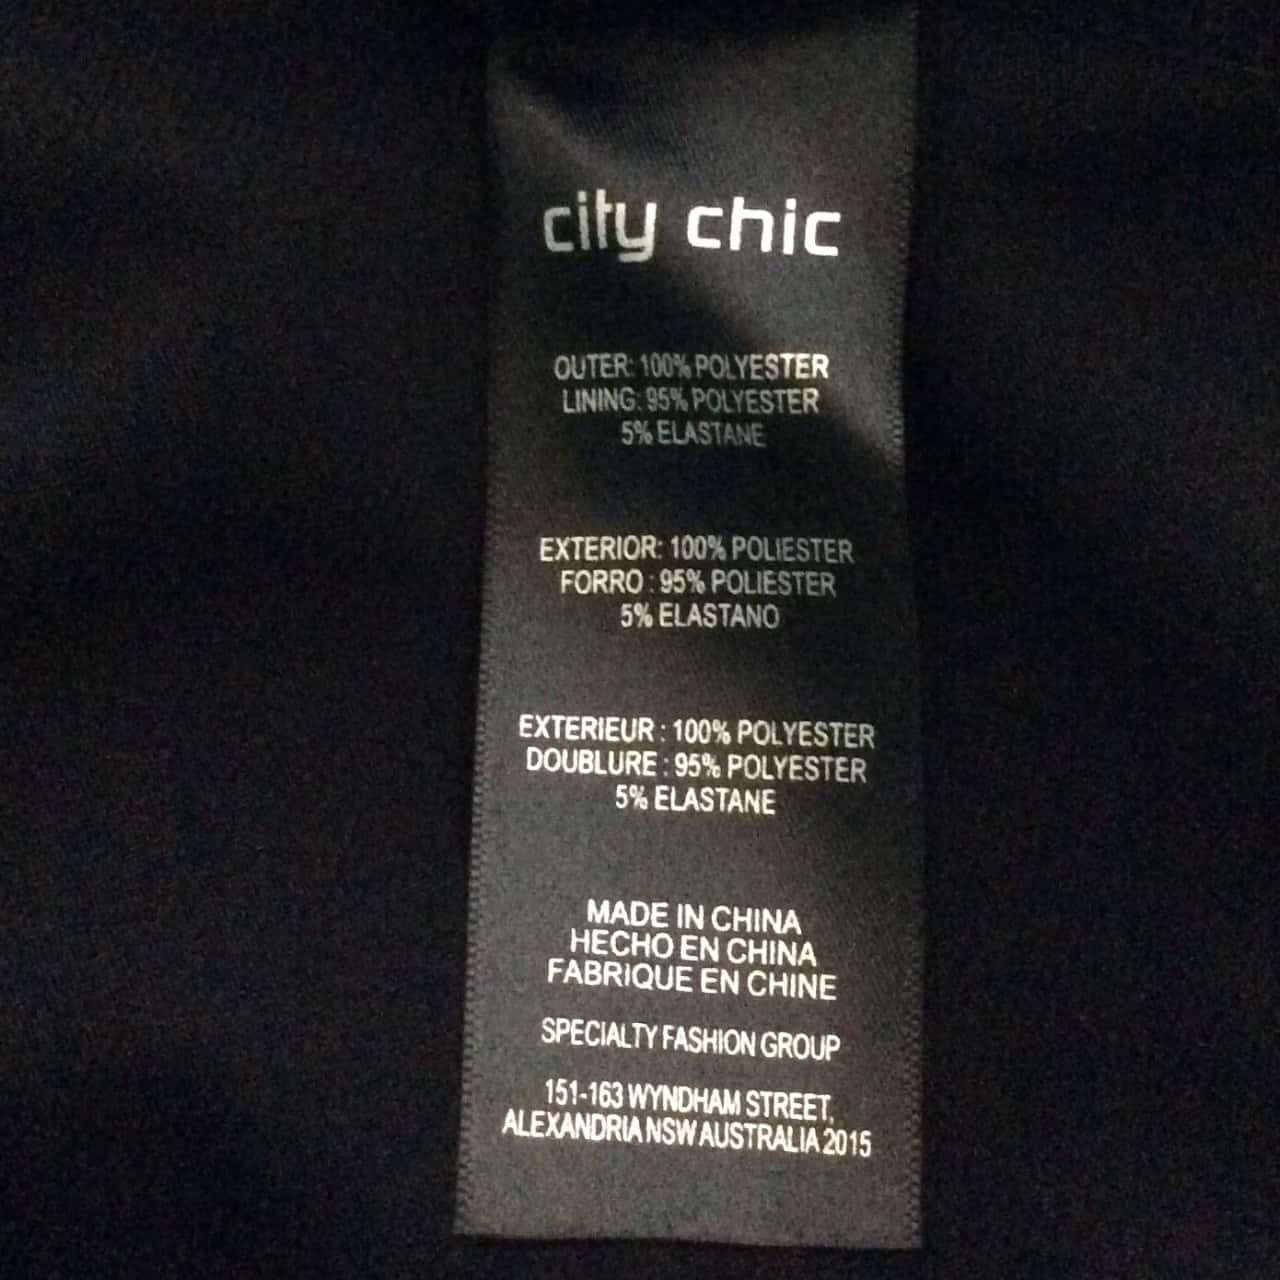 city chic
OUTER: 100% POLYESTER
LINING: 95% POLYESTER
5% ELASTANE
EXTERIOR: 100% POLIESTER
FORRO : 95% POLIESTER
5% ELASTANO
EXTERIEUR : 100% POLYESTER
DOUBLURE : 95% POLYESTER
5% ELASTANE
MADE IN CHINA
HECHO EN CHINA
FABRIQUE EN CHINE
SPECIALTY FASHION GROUP
151-163 WYNDHAM STREET,
ALEXANDRIA NSW AUSTRALIA 2015